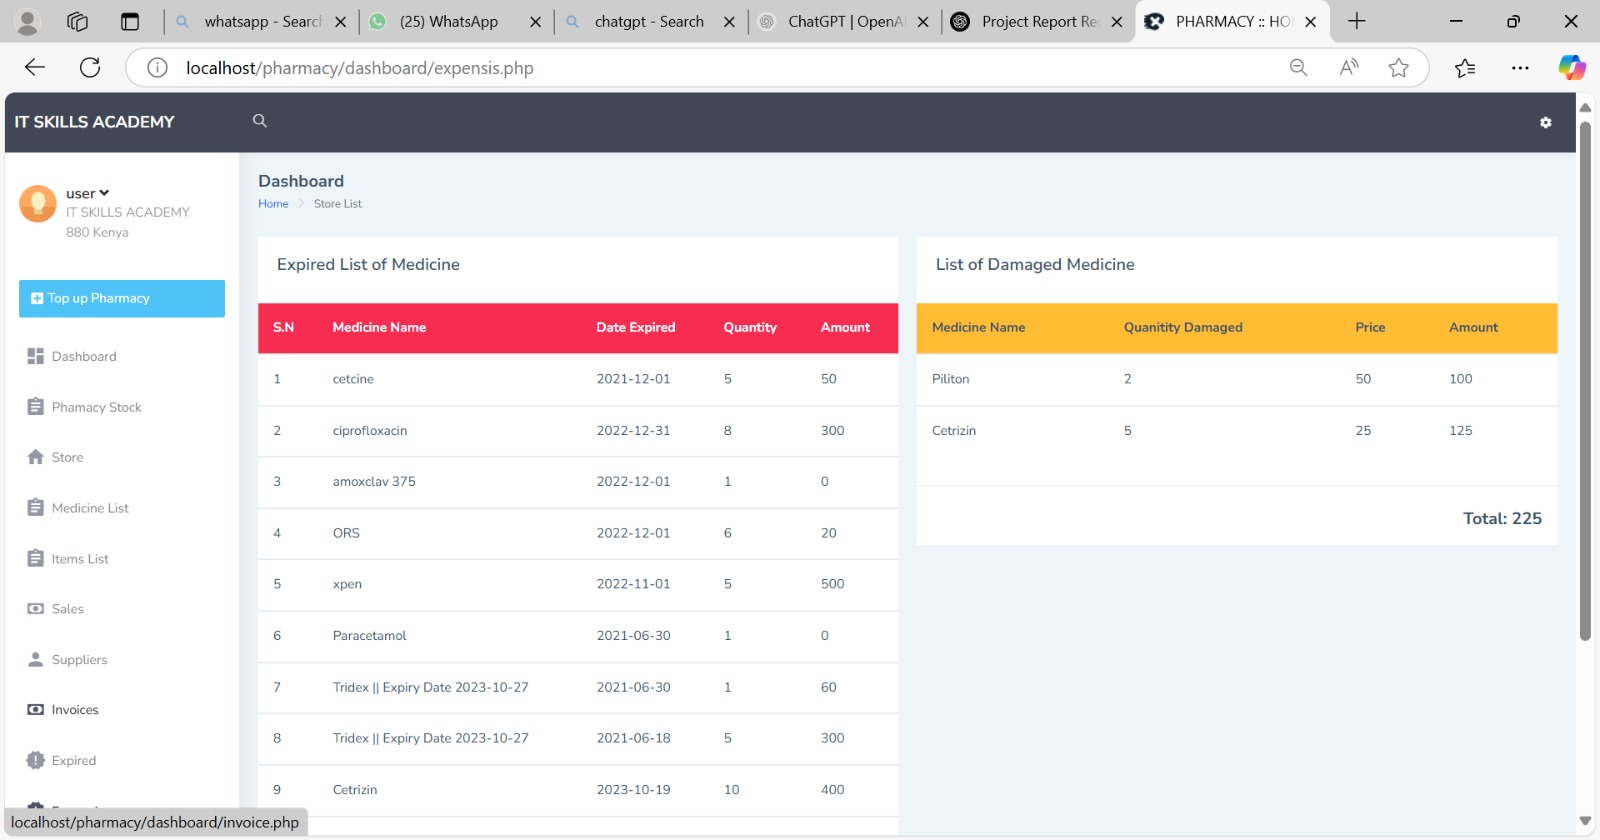 whatsapp - Search
(25) WhatsApp
chatgpt - Search
ChatGPT | OpenA
Project Report Re
PHARMACY :: HO
localhost/pharmacy/dashboard/expensis.php
IT SKILLS ACADEMY
user
IT SKILLS ACADEMY
880 Kenya
Top up Pharmacy
Dashboard
Phamacy Stock
Store
Medicine List
Items List
Sales
Suppliers
Invoices
Expired
localhost/pharmacy/dashboard/invoice.php
Dashboard
Home Store List
Expired List of Medicine
S.N Medicine Name Date Expired Quantity Amount
1 cetcine 2021-12-01 5 50
2 ciprofloxacin 2022-12-31 8 300
3 amoxclav 375 2022-12-01 1 0
4 ORS 2022-12-01 6 20
5 xpen 2022-11-01 5 500
6 Paracetamol 2021-06-30 1 0
7 Tridex || Expiry Date 2023-10-27 2021-06-30 1 60
8 Tridex || Expiry Date 2023-10-27 2021-06-18 5 300
9 Cetrizin 2023-10-19 10 400
List of Damaged Medicine
Medicine Name Quanitity Damaged Price Amount
Piliton 2 50 100
Cetrizin 5 25 125
Total: 225